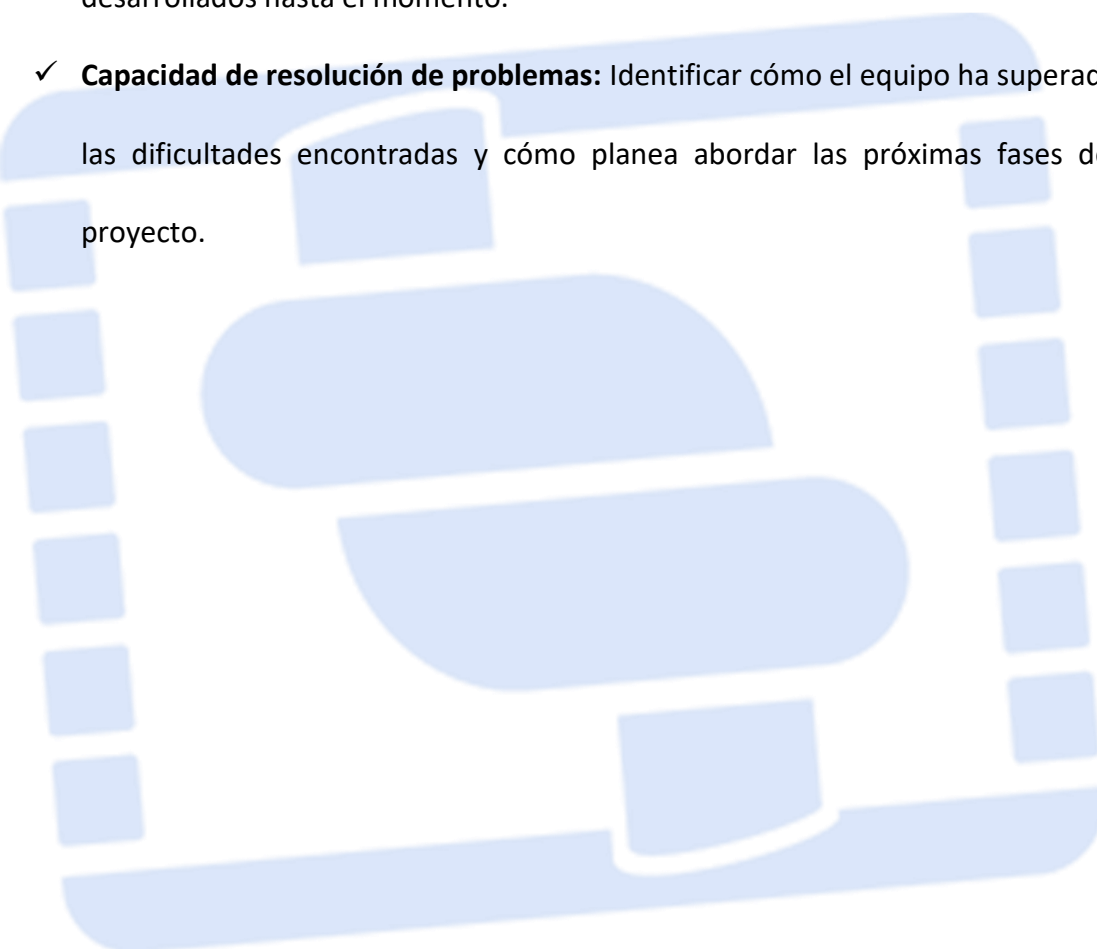 desarrollados hasta el momento.
✓ Capacidad de resolución de problemas: Identificar cómo el equipo ha
las dificultades encontradas y cómo planea abordar las próximas fases
proyecto.